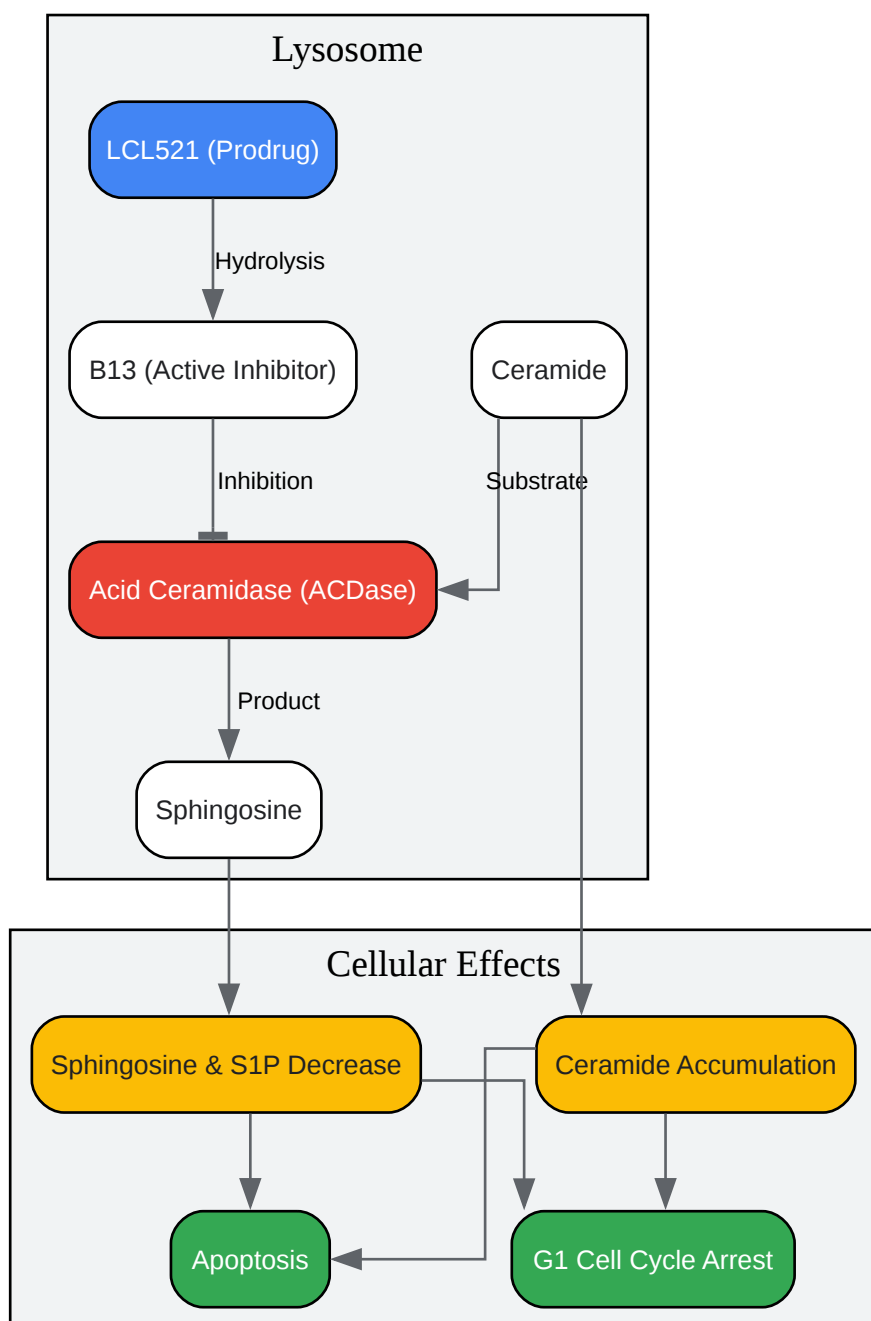 Lysosome
LCL521 (Prodrug)
Hydrolysis
B13 (Active Inhibitor)
Ceramide
Inhibition
Substrate
Acid Ceramidase (ACDase)
Product
Sphingosine
Cellular Effects
Sphingosine & S1P Decrease
Ceramide Accumulation
Apoptosis
G1 Cell Cycle Arrest